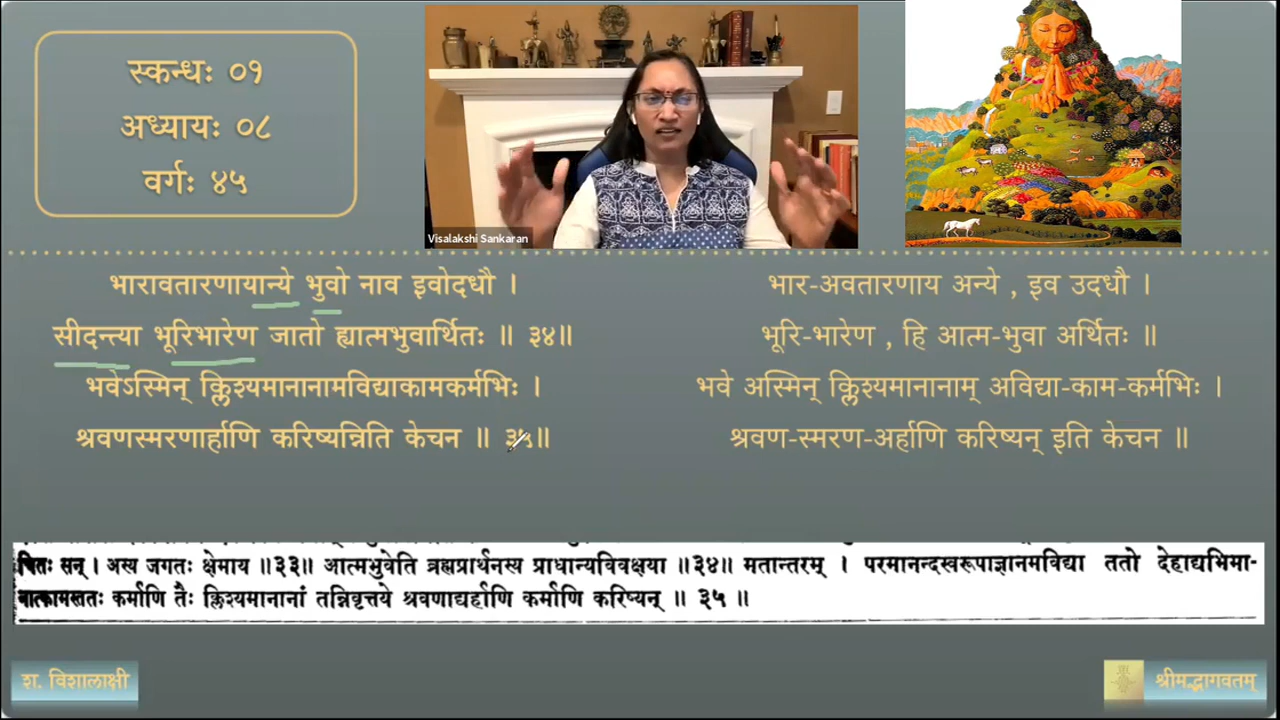 स्कन्धः ०१
अध्यायः ०८
वर्गः ४५
Visalakshi Sankaran
भारावतारणायान्ये भुवो नाव इवोदधौ ।
सीदन्त्या भूरिभारेण जातो ह्यात्मभुवार्थितः ॥ ३४॥
भवेऽस्मिन् क्लिश्यमानानामविद्याकामकर्मभिः ।
श्रवणस्मरणार्हाणि करिष्यन्निति केचन ॥ ३५॥
भार-अवतारणाय अन्ये , इव उदधौ ।
भूरि-भारेण , हि आत्म-भुवा अर्थितः ॥
भवे अस्मिन् क्लिश्यमानानाम् अविद्या-काम-कर्मभिः ।
श्रवण-स्मरण-अर्हाणि करिष्यन् इति केचन ॥
सन् । अस्य जगतः क्षेमाय ॥३३॥ आत्मभुवेति ब्रह्मप्रार्थनस्य प्राधान्यविवक्षया ॥३४॥ मतान्तरम् । परमानन्दस्वरूपाज्ञानमविद्या ततो देहाद्यभिमा-
कर्माणि तैः क्लिश्यमानानां तन्निवृत्तये श्रवणाद्यर्हाणि कर्माणि करिष्यन् ॥ ३५ ॥
श. विशालाक्षी
श्रीमद्भागवतम्